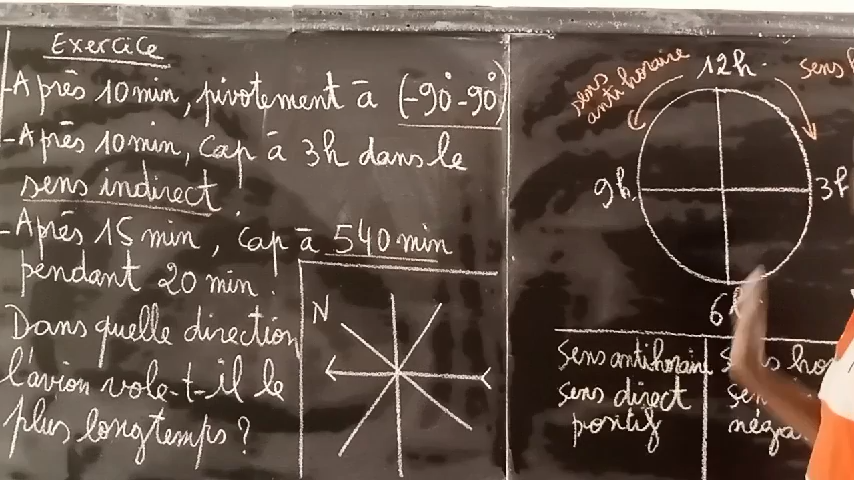 Exercice
-Après 10 min, pivotement à (-90°-90°)
-Après 10 min, cap à 3h dans le
sens indirect
-Après 15 min, cap à 540 min
pendant 20 min.
Dans quelle direction
l'avion vole-t-il le
plus longtemps ?
N
sens
antihoraire
12h
sens
9h
3h
6h
Sens antihoraire
sens direct
positif